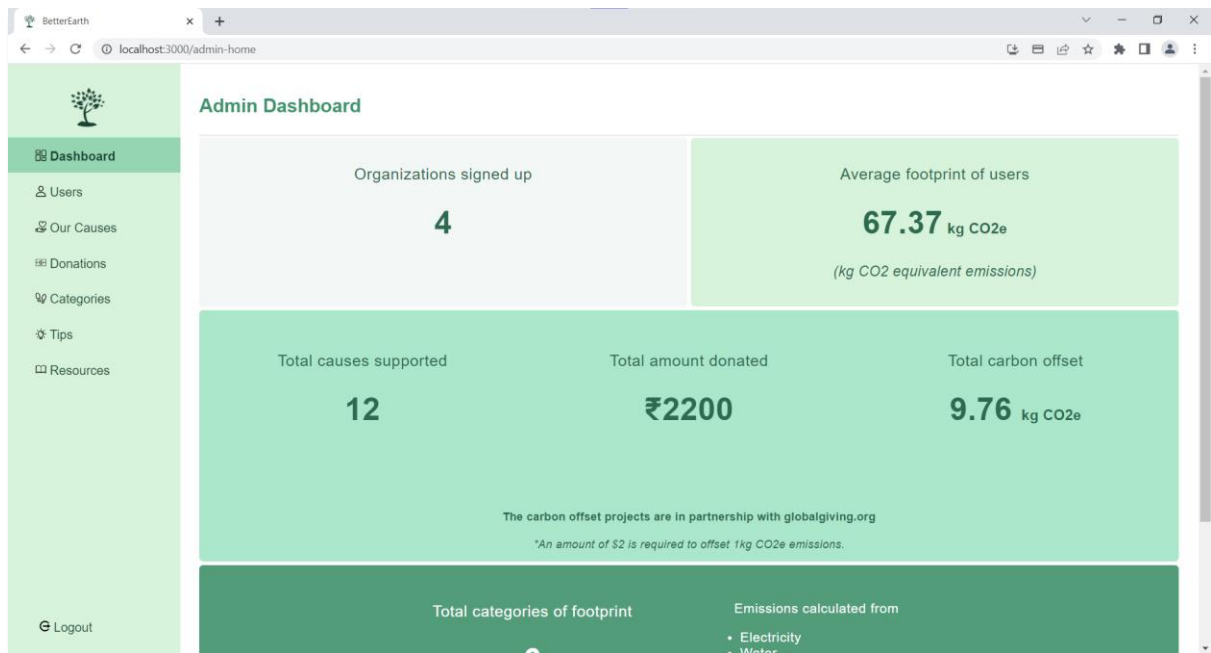 BetterEarth
localhost:3000/admin-home
Admin Dashboard
Dashboard
Users
Our Causes
Donations
Categories
Tips
Resources
Logout
Organizations signed up
4
Average footprint of users
67.37 kg CO2e
(kg CO2 equivalent emissions)
Total causes supported
12
Total amount donated
₹2200
Total carbon offset
9.76 kg CO2e
The carbon offset projects are in partnership with globalgiving.org
*An amount of $2 is required to offset 1kg CO2e emissions.
Total categories of footprint
Emissions calculated from
• Electricity
• Water